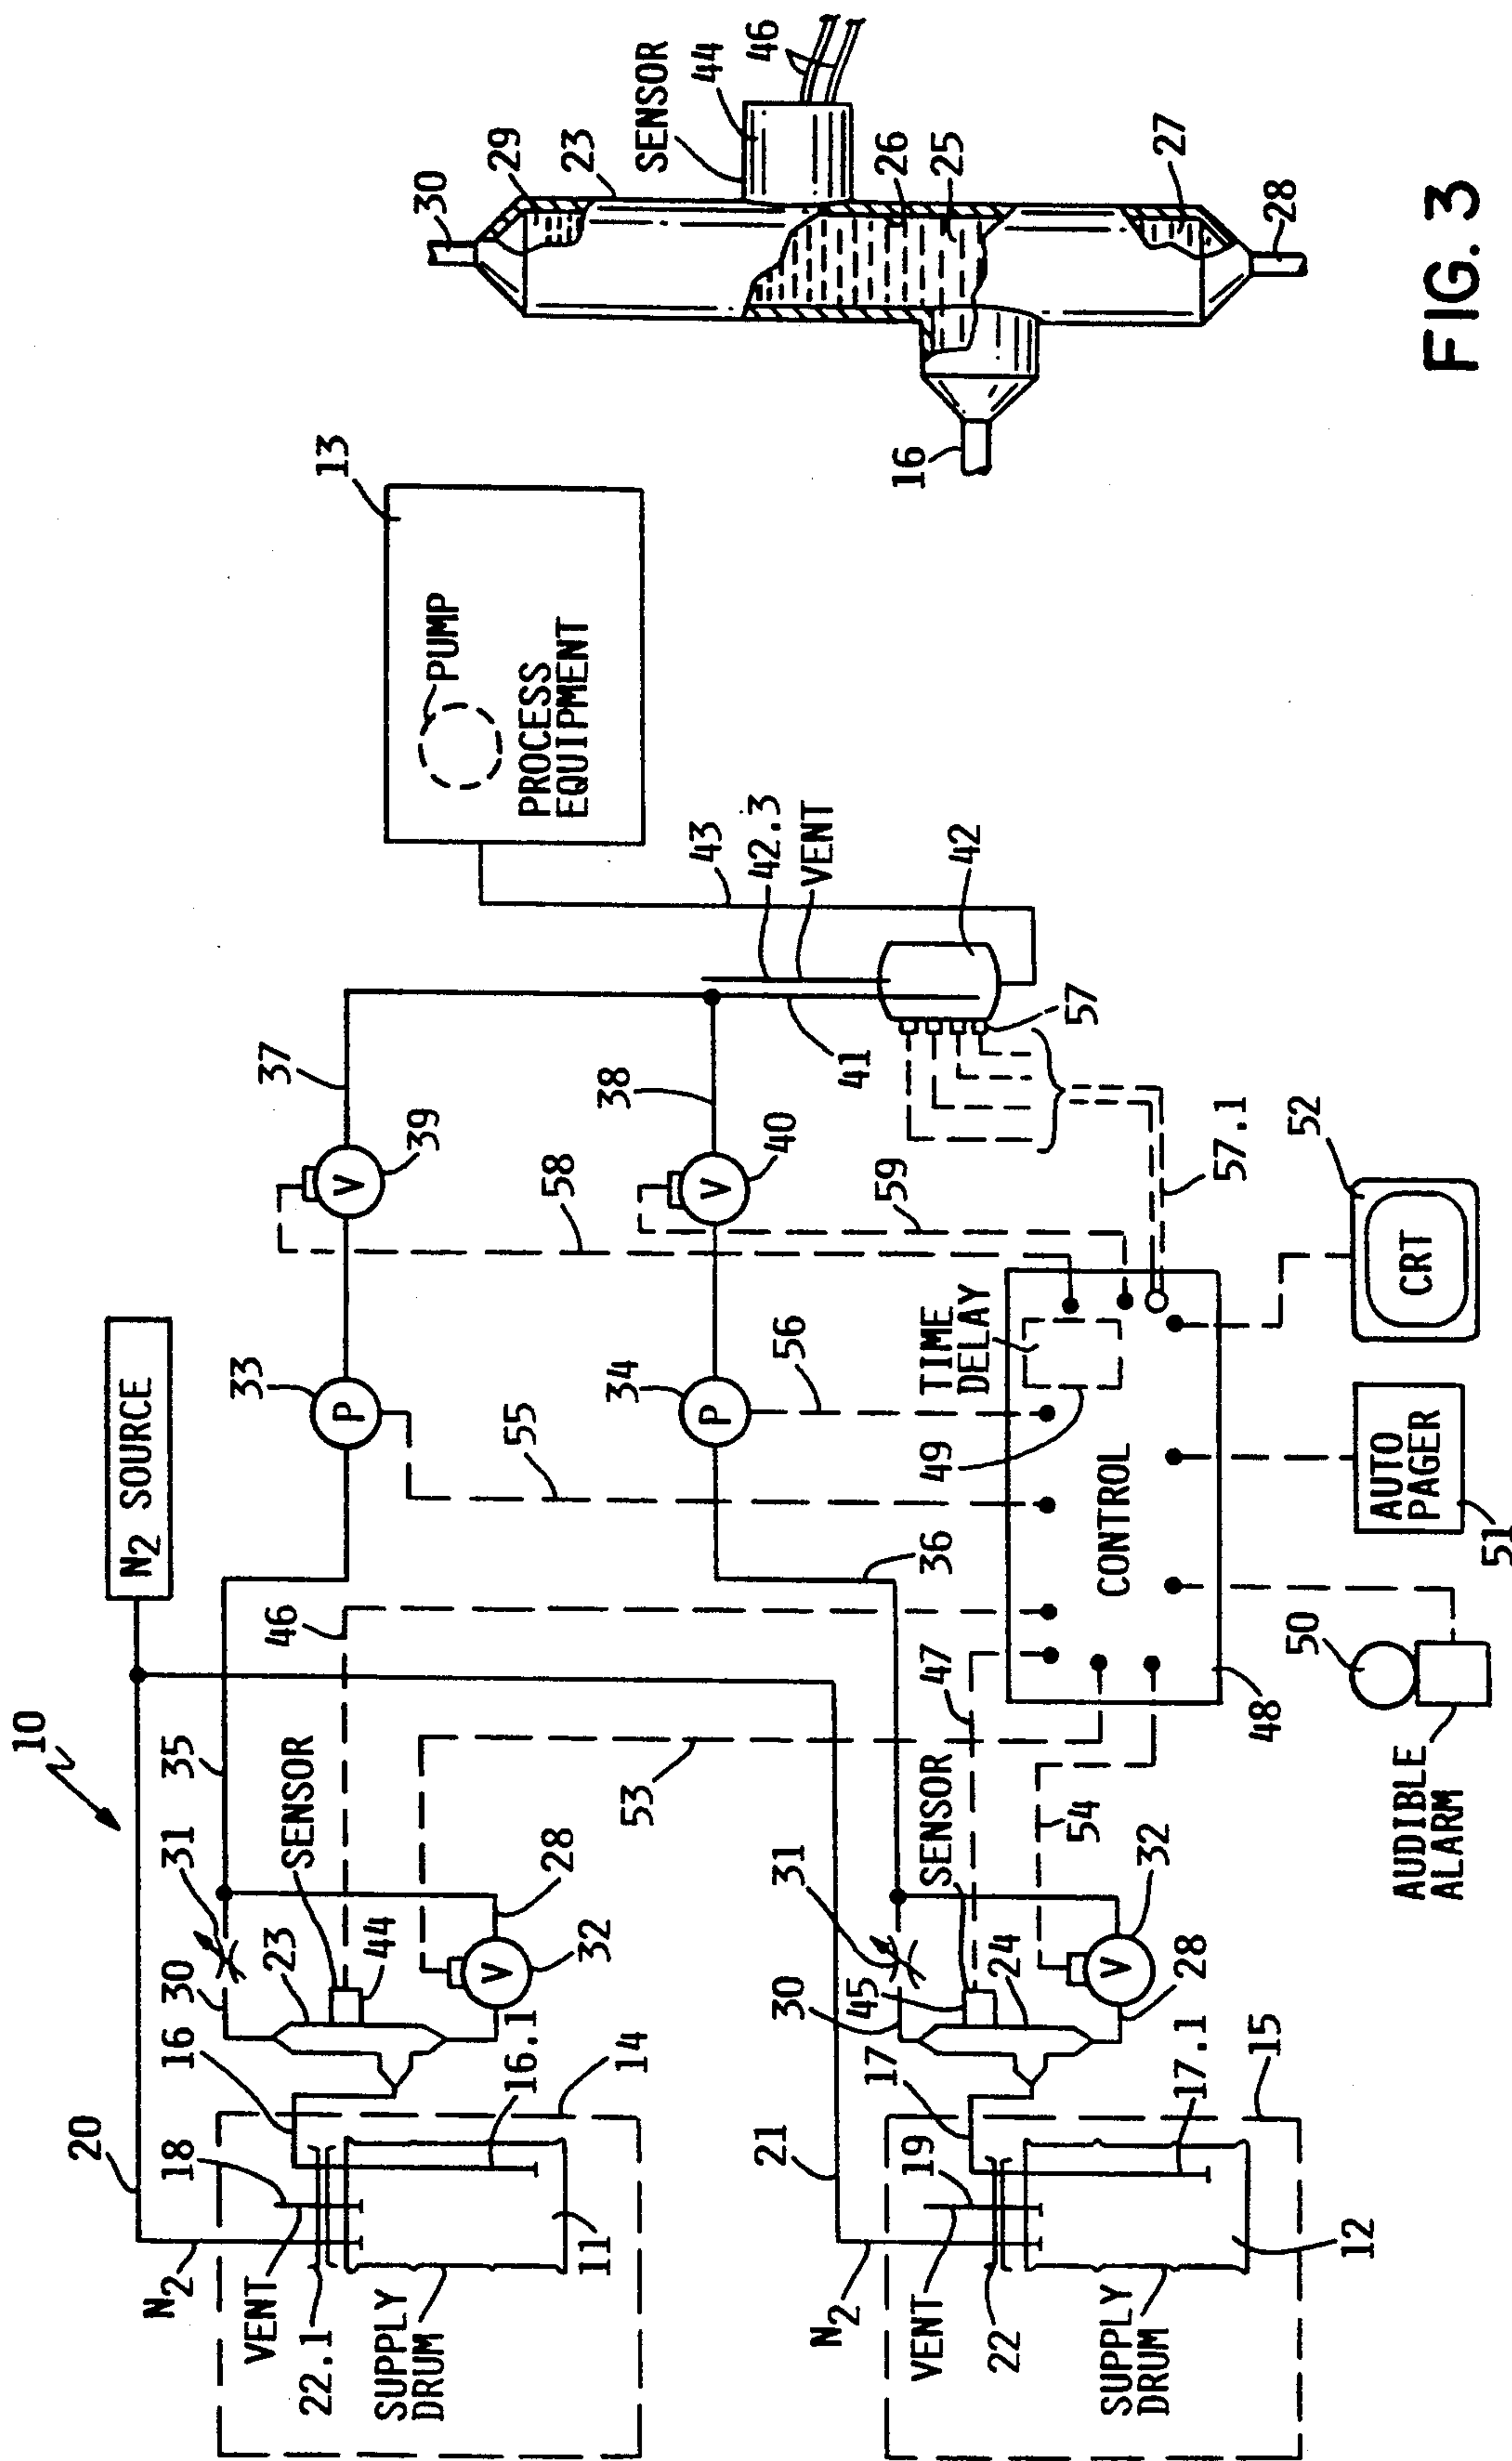 10
N2 SOURCE
20
N2
18
VENT
22.1
SUPPLY
DRUM
11
16
16.1
14
30
31
23
SENSOR
44
V
32
28
35
46
53
33
P
55
37
V
39
58
13
PUMP
PROCESS
EQUIPMENT
43
42.3
VENT
42
41
57
57.1
38
V
40
59
34
P
56
36
21
N2
19
VENT
22
SUPPLY
DRUM
12
17
17.1
15
30
31
45
SENSOR
24
V
32
28
47
54
TIME
DELAY
49
CONTROL
48
50
AUDIBLE
ALARM
AUTO
PAGER
51
CRT
52
30
29
23
SENSOR
44
46
26
25
27
28
16
FIG. 3